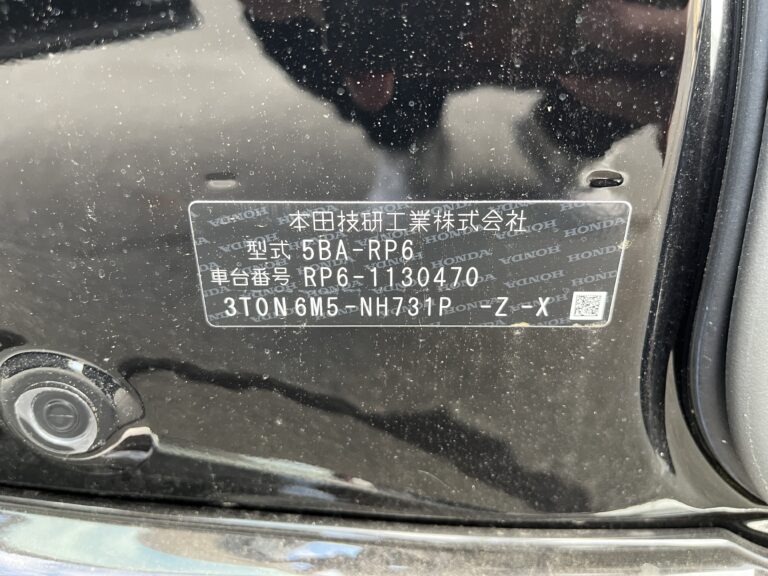 本田技研工業株式会社
型式 5BA-RP6
車台番号 RP6-1130470
3T0N6M5-NH731P -Z-X